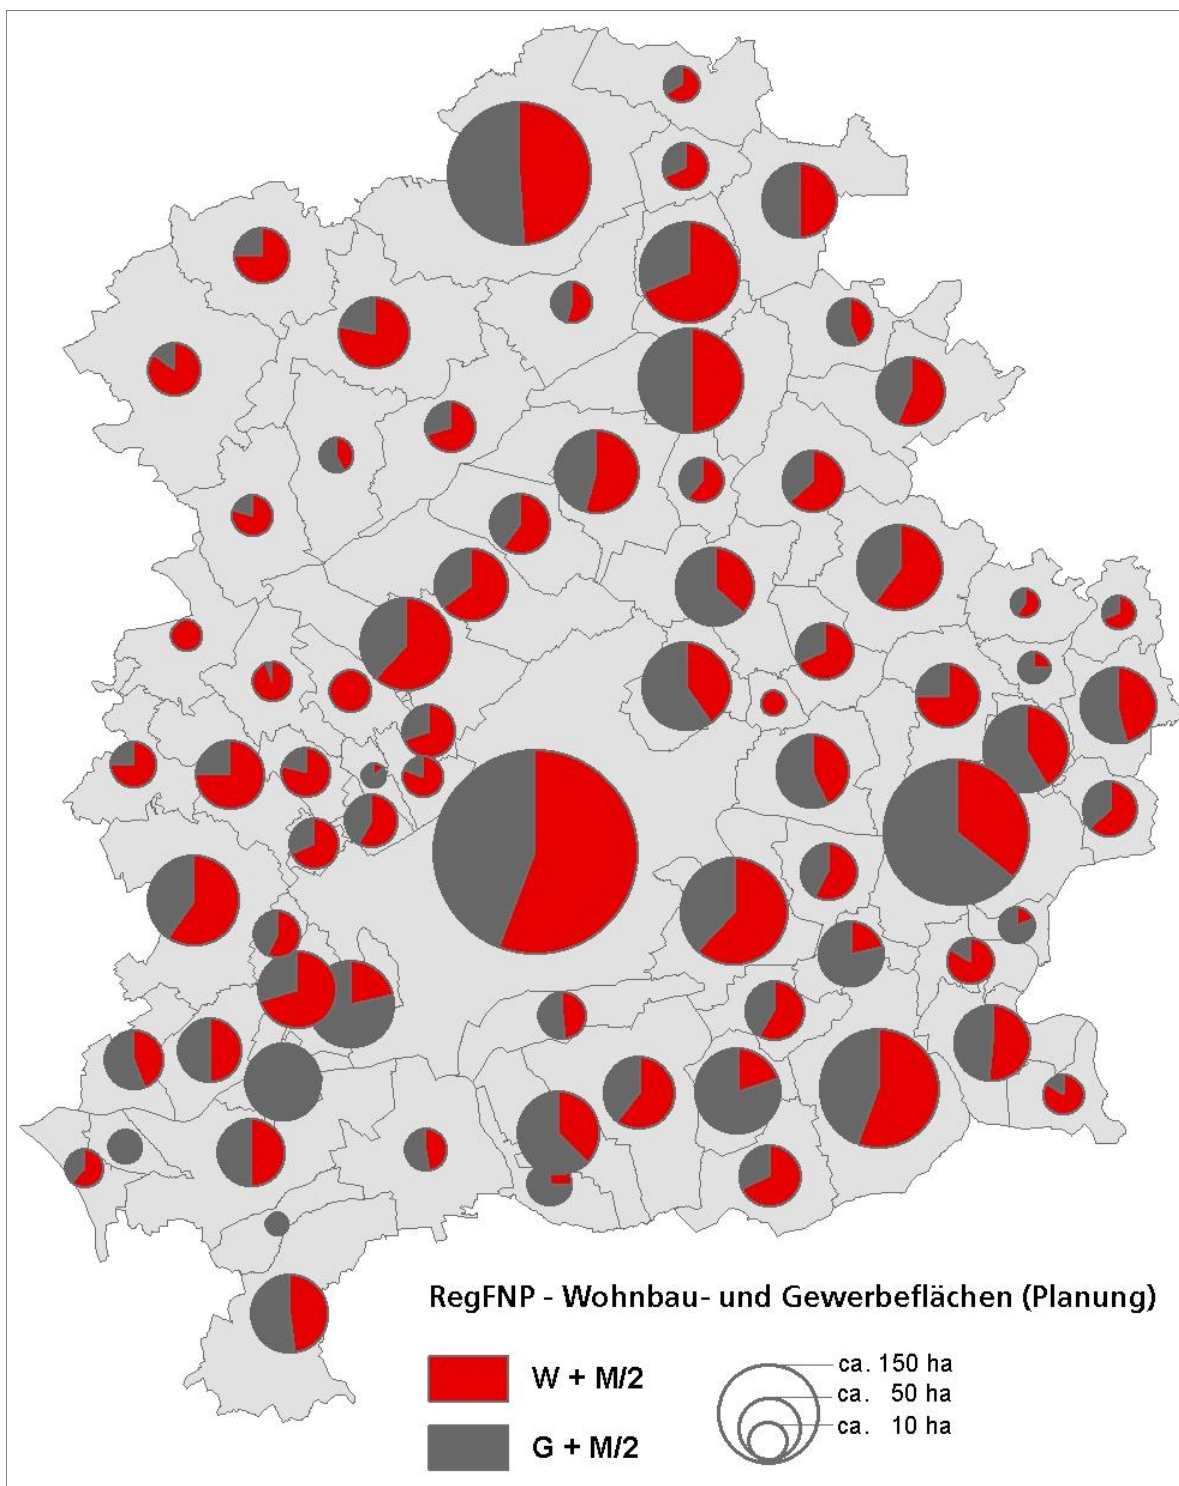 RegFNP - Wohnbau- und Gewerbeflächen (Planung)
W + M/2
G + M/2
ca. 150 ha
ca. 50 ha
ca. 10 ha